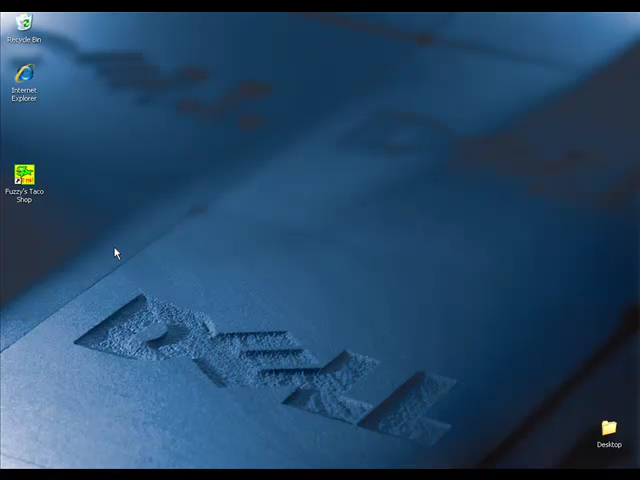 Recycle Bin
Internet
Explorer
Fuzzy's Taco
Shop
DELL
Desktop